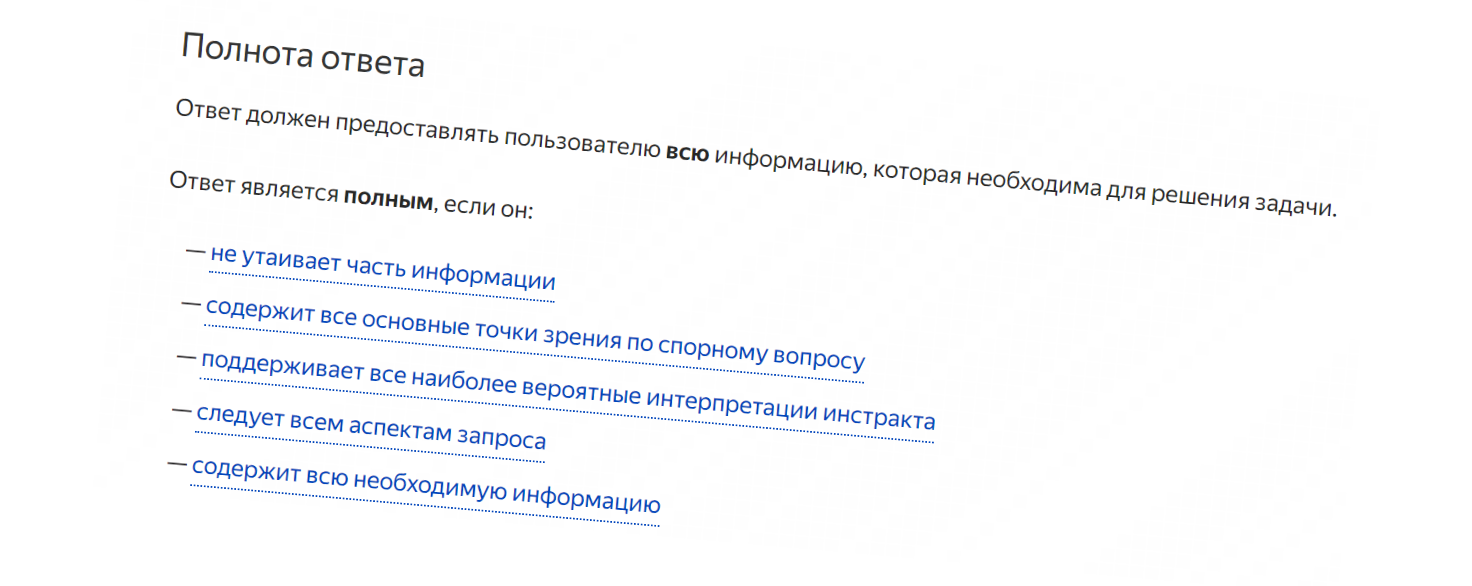 Полнота ответа
Ответ должен предоставлять пользователю всю информацию, которая необходима для решения задачи.
Ответ является полным, если он:
— не утаивает часть информации
— содержит все основные точки зрения по спорному вопросу
— поддерживает все наиболее вероятные интерпретации инстракта
— следует всем аспектам запроса
— содержит всю необходимую информацию